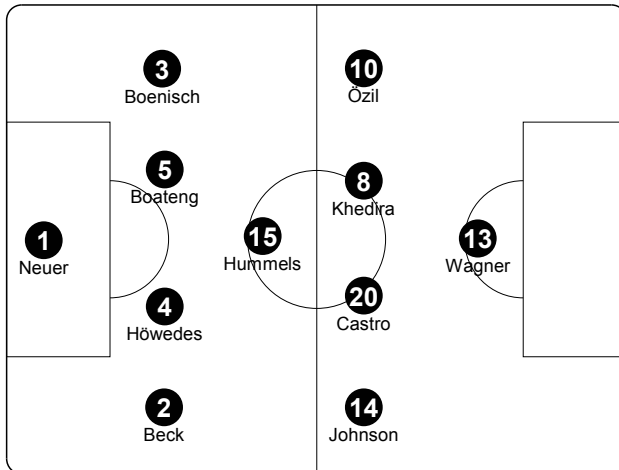 3
Boenisch
10
Özil
5
Boateng
8
Khedira
1
Neuer
15
Hummels
13
Wagner
4
Höwedes
20
Castro
2
Beck
14
Johnson